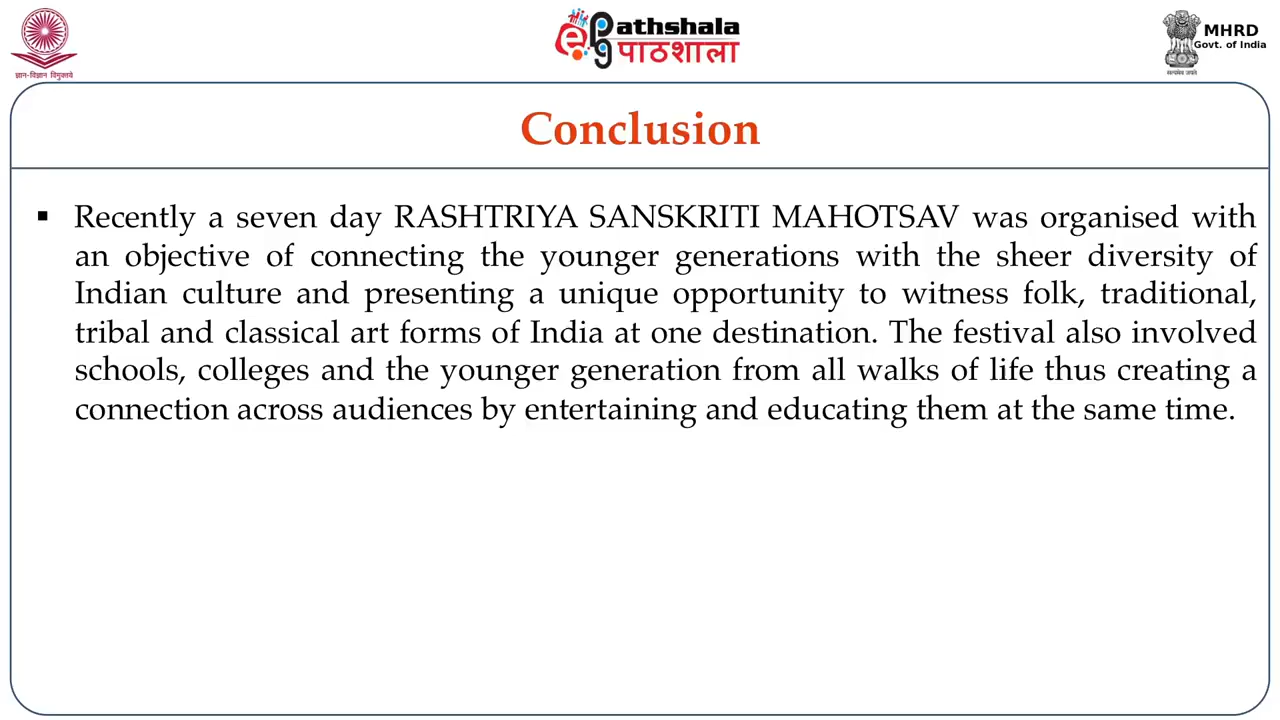 ज्ञान-विज्ञान विमुक्तये
ePathshala
पाठशाला
MHRD
Govt. of India
सत्यमेव जयते
Conclusion
▪ Recently a seven day RASHTRIYA SANSKRITI MAHOTSAV was organised with
an objective of connecting the younger generations with the sheer diversity of
Indian culture and presenting a unique opportunity to witness folk, traditional,
tribal and classical art forms of India at one destination. The festival also involved
schools, colleges and the younger generation from all walks of life thus creating a
connection across audiences by entertaining and educating them at the same time.